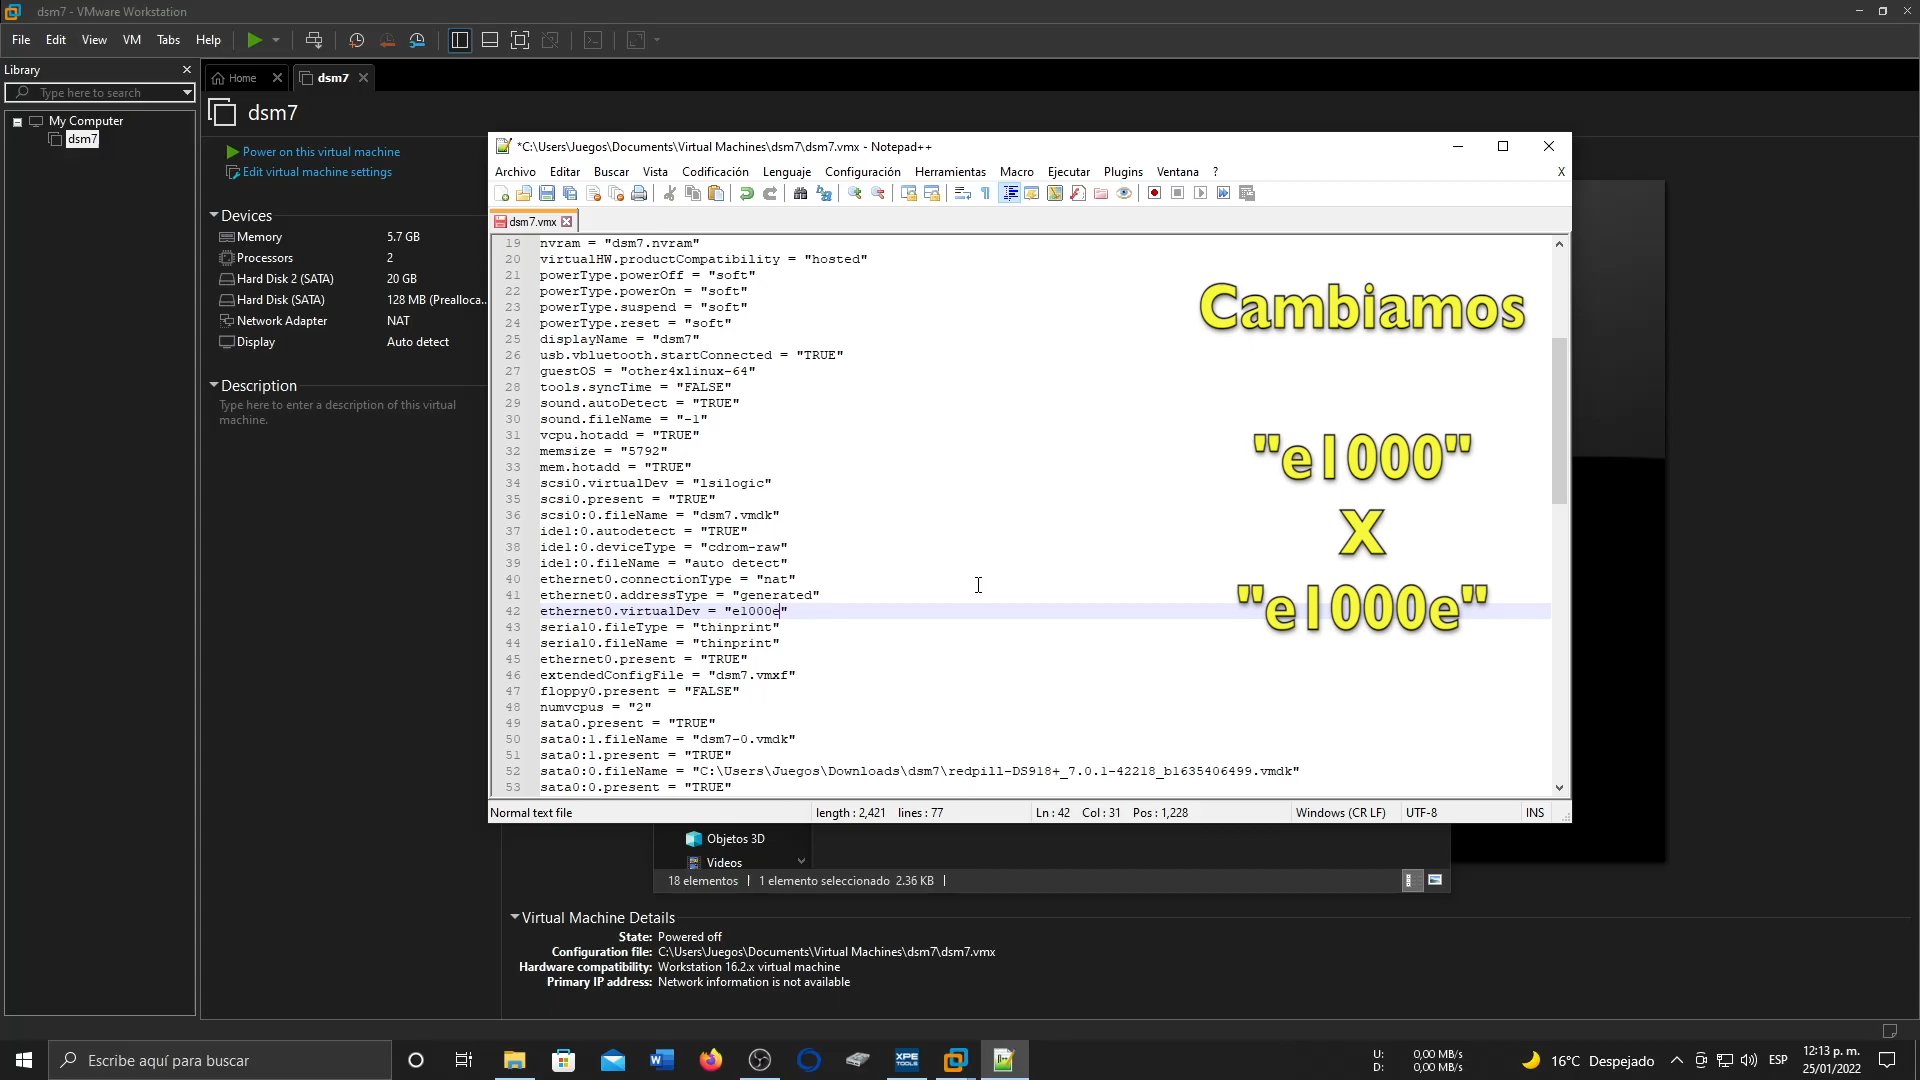 dsm7 - VMware Workstation
File Edit View VM Tabs Help
Library
Type here to search
My Computer
dsm7
Home
dsm7
dsm7
Power on this virtual machine
Edit virtual machine settings
Devices
Memory 5.7 GB
Processors 2
Hard Disk 2 (SATA) 20 GB
Hard Disk (SATA) 128 MB (Prealloca...
Network Adapter NAT
Display Auto detect
Description
Type here to enter a description of this virtual
machine.
*C:\Users\Juegos\Documents\Virtual Machines\dsm7\dsm7.vmx - Notepad++
Archivo Editar Buscar Vista Codificación Lenguaje Configuración Herramientas Macro Ejecutar Plugins Ventana ? X
dsm7.vmx
19 nvram = "dsm7.nvram"
20 virtualHW.productCompatibility = "hosted"
21 powerType.powerOff = "soft"
22 powerType.powerOn = "soft"
23 powerType.suspend = "soft"
24 powerType.reset = "soft"
25 displayName = "dsm7"
26 usb.vbluetooth.startConnected = "TRUE"
27 guestOS = "other4xlinux-64"
28 tools.syncTime = "FALSE"
29 sound.autoDetect = "TRUE"
30 sound.fileName = "-1"
31 vcpu.hotadd = "TRUE"
32 memsize = "5792"
33 mem.hotadd = "TRUE"
34 scsi0.virtualDev = "lsilogic"
35 scsi0.present = "TRUE"
36 scsi0:0.fileName = "dsm7.vmdk"
37 ide1:0.autodetect = "TRUE"
38 ide1:0.deviceType = "cdrom-raw"
39 ide1:0.fileName = "auto detect"
40 ethernet0.connectionType = "nat"
41 ethernet0.addressType = "generated"
42 ethernet0.virtualDev = "e1000e"
43 serial0.fileType = "thinprint"
44 serial0.fileName = "thinprint"
45 ethernet0.present = "TRUE"
46 extendedConfigFile = "dsm7.vmxf"
47 floppy0.present = "FALSE"
48 numvcpus = "2"
49 sata0.present = "TRUE"
50 sata0:1.fileName = "dsm7-0.vmdk"
51 sata0:1.present = "TRUE"
52 sata0:0.fileName = "C:\Users\Juegos\Downloads\dsm7\redpill-DS918+_7.0.1-42218_b1635406499.vmdk"
53 sata0:0.present = "TRUE"
Cambiamos
"e1000"
X
"e1000e"
Normal text file length : 2,421 lines : 77 Ln : 42 Col : 31 Pos : 1,228 Windows (CR LF) UTF-8 INS
Objetos 3D
Videos
18 elementos 1 elemento seleccionado 2.36 KB
Virtual Machine Details
State: Powered off
Configuration file: C:\Users\Juegos\Documents\Virtual Machines\dsm7\dsm7.vmx
Hardware compatibility: Workstation 16.2.x virtual machine
Primary IP address: Network information is not available
Escribe aquí para buscar
XPE
TOOLS
U: 0,00 MB/s
D: 0,00 MB/s
16°C Despejado
ESP
12:13 p. m.
25/01/2022